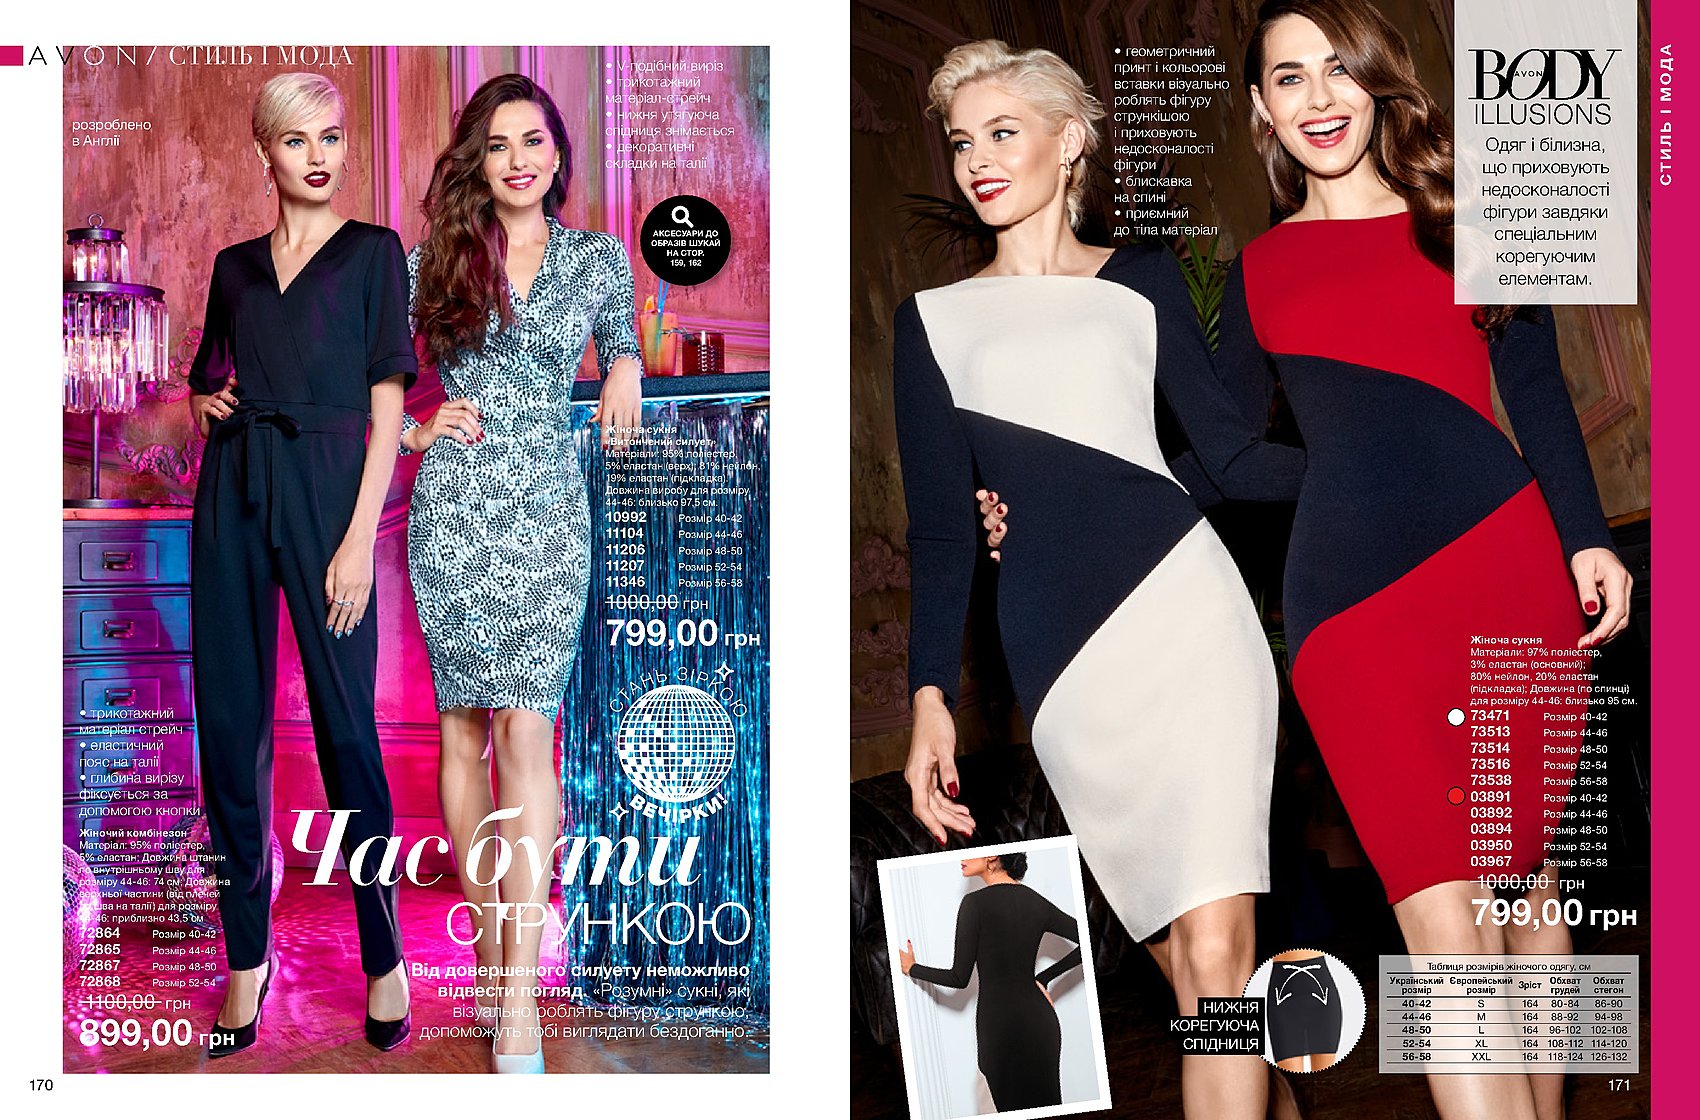 AVON / СТИЛЬ І МОДА
розроблено
в Англії
• V-подібний виріз
• трикотажний
матеріал-стрейч
• нижня утягуюча
спідниця знімається
• декоративні
складки на талії
АКСЕСУАРИ ДО
ОБРАЗІВ ШУКАЙ
НА СТОР.
159, 162
Жіноча сукня
«Витончений силует»
Матеріали: 95% поліестер,
5% еластан (верх); 81% нейлон,
19% еластан (підкладка).
Довжина виробу для розміру
44-46: близько 97,5 см.
10992 Розмір 40-42
11104 Розмір 44-46
11206 Розмір 48-50
11207 Розмір 52-54
11346 Розмір 56-58
1000,00 грн
799,00 грн
СТАНЬ ЗІРКОЮ
ВЕЧІРКИ!
• трикотажний
матеріал стрейч
• еластичний
пояс на талії
• глибина вирізу
фіксується за
допомогою кнопки
Жіночий комбінезон
Матеріал: 95% поліестер,
5% еластан; Довжина штанин
по внутрішньому шву для
розміру 44-46: 74 см; Довжина
верхньої частини (від плечей
до шва на талії) для розміру
44-46: приблизно 43,5 см
72864 Розмір 40-42
72865 Розмір 44-46
72867 Розмір 48-50
72868 Розмір 52-54
1100,00 грн
899,00 грн
Час бути
СТРУНКОЮ
Від довершеного силуету неможливо
відвести погляд. «Розумні» сукні, які
візуально роблять фігуру стрункою,
допоможуть тобі виглядати бездоганно.
170
• геометричний
принт і кольорові
вставки візуально
роблять фігуру
стрункішою
і приховують
недосконалості
фігури
• блискавка
на спині
• приємний
до тіла матеріал
BODY
AVON
ILLUSIONS
Одяг і білизна,
що приховують
недосконалості
фігури завдяки
спеціальним
корегуючим
елементам.
СТИЛЬ І МОДА
Жіноча сукня
Матеріали: 97% поліестер,
3% еластан (основний);
80% нейлон, 20% еластан
(підкладка); Довжина (по спинці)
для розміру 44-46: близько 95 см.
73471 Розмір 40-42
73513 Розмір 44-46
73514 Розмір 48-50
73516 Розмір 52-54
73538 Розмір 56-58
03891 Розмір 40-42
03892 Розмір 44-46
03894 Розмір 48-50
03950 Розмір 52-54
03967 Розмір 56-58
1000,00 грн
799,00 грн
НИЖНЯ
КОРЕГУЮЧА
СПІДНИЦЯ
Таблиця розмірів жіночого одягу, см
Український розмір Європейський розмір Зріст Обхват грудей Обхват стегон
40-42 S 164 80-84 86-90
44-46 M 164 88-92 94-98
48-50 L 164 96-102 102-108
52-54 XL 164 108-112 114-120
56-58 XXL 164 118-124 126-132
171